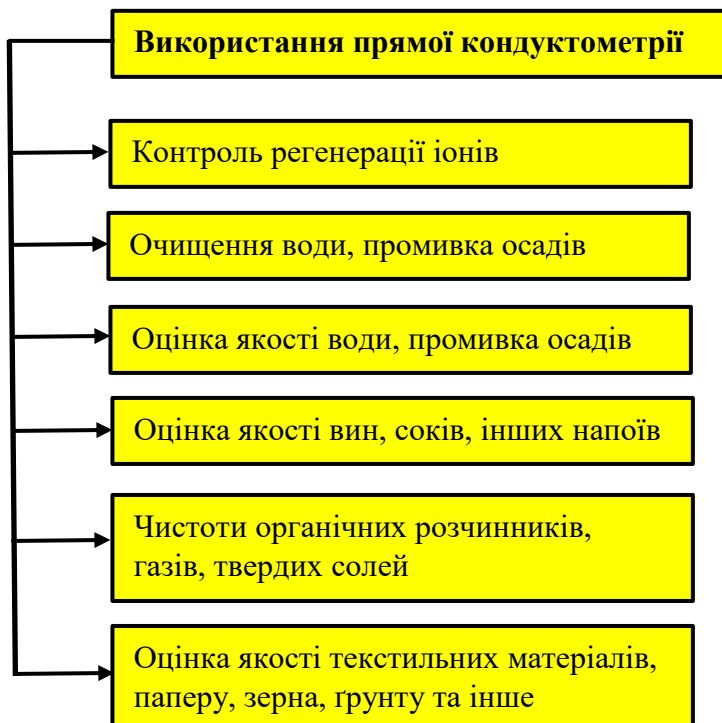 Використання прямої кондуктометрії
Контроль регенерації іонів
Очищення води, промивка осадів
Оцінка якості води, промивка осадів
Оцінка якості вин, соків, інших напоїв
Чистоти органічних розчинників,
газів, твердих солей
Оцінка якості текстильних матеріалів,
паперу, зерна, ґрунту та інше